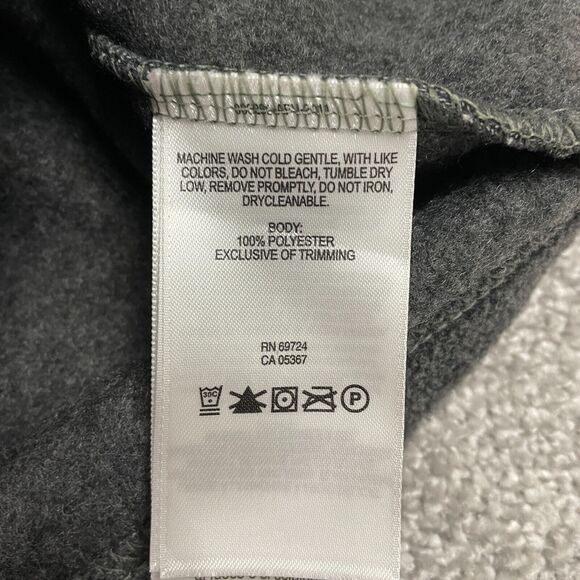 MACHINE WASH COLD GENTLE, WITH LIKE
COLORS, DO NOT BLEACH, TUMBLE DRY
LOW, REMOVE PROMPTLY, DO NOT IRON,
DRYCLEANABLE.
BODY:
100% POLYESTER
EXCLUSIVE OF TRIMMING
RN 69724
CA 05367
30C
P